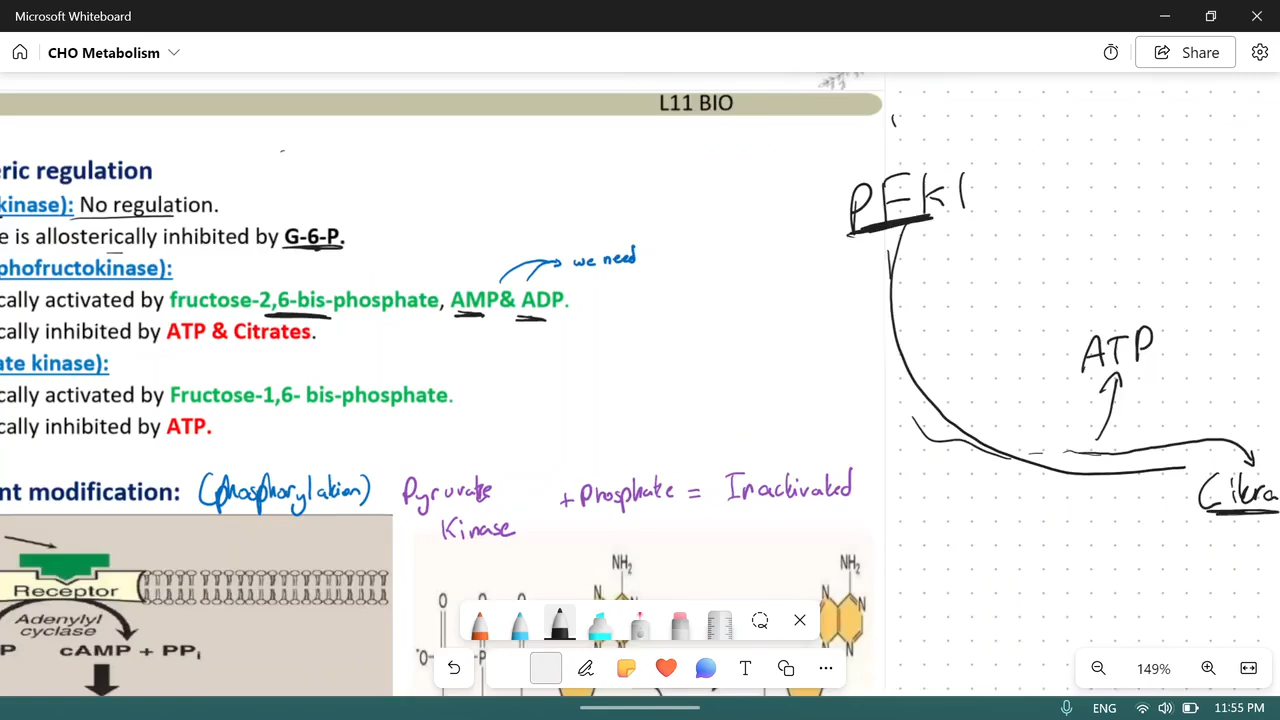 Microsoft Whiteboard
CHO Metabolism
Share
L11 BIO
eric regulation
kinase): No regulation.
e is allosterically inhibited by G-6-P.
phofructokinase):
we need
PFK1
cally activated by fructose-2,6-bis-phosphate, AMP& ADP.
cally inhibited by ATP & Citrates.
ATP
ate kinase):
cally activated by Fructose-1,6- bis-phosphate.
cally inhibited by ATP.
Citra
nt modification: (phosphorylation) Pyruvate + Phosphate = Inactivated
Kinase
NH2
NH2
Receptor
N
N
N
O
O
Adenylyl
cyclase
P
cAMP + PPi
-O
P
N
T
149%
ENG
11:55 PM